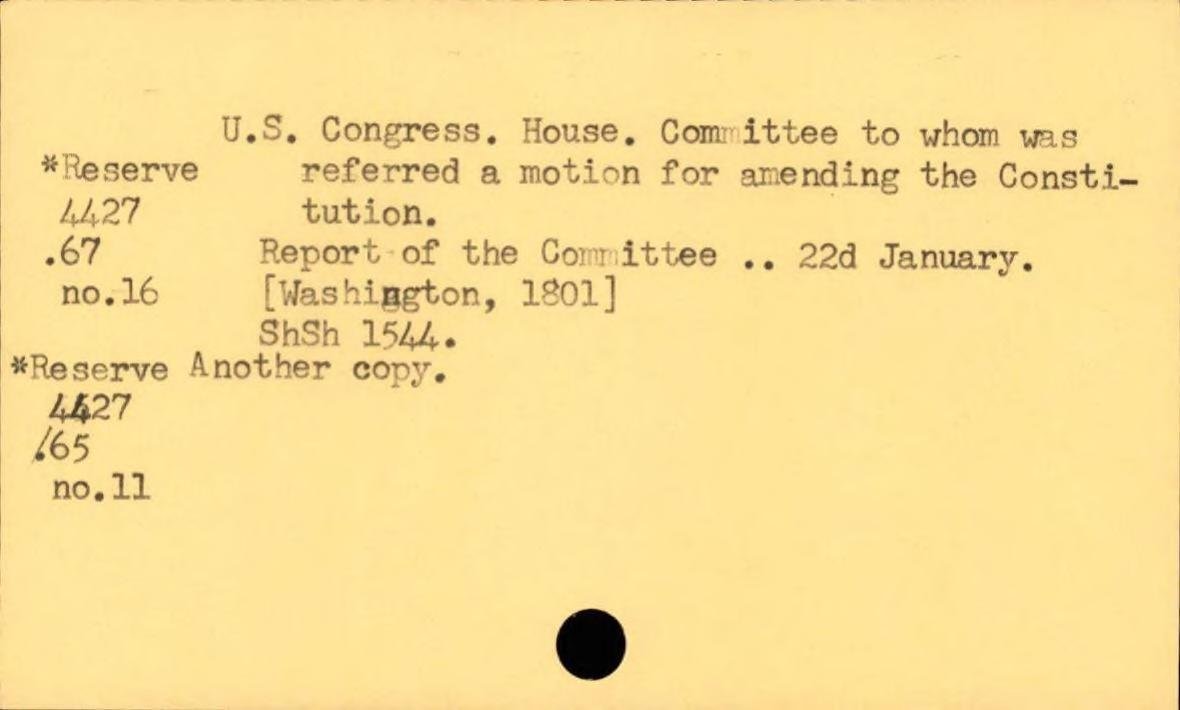 U.S. Congress. House. Committee to whom was
*Reserve referred a motion for amending the Consti-
4427 tution.
.67 Report of the Committee .. 22d January.
no.16 [Washington, 1801]
ShSh 1544.
*Reserve Another copy.
4427
.65
no.11